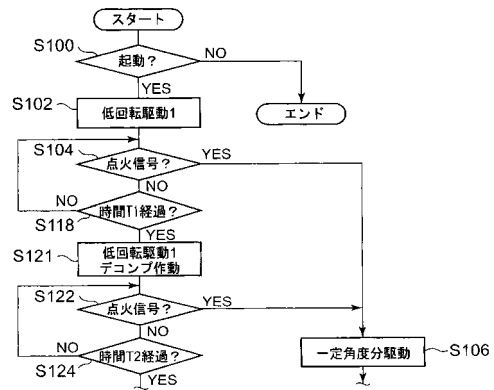 スタート
S100
起動？
NO
YES
エンド
S102
低回転駆動1
S104
点火信号？
YES
NO
NO
時間T1経過？
S118
YES
S121
低回転駆動1
デコンプ作動
S122
点火信号？
YES
NO
一定角度分駆動
S106
NO
時間T2経過？
S124
YES